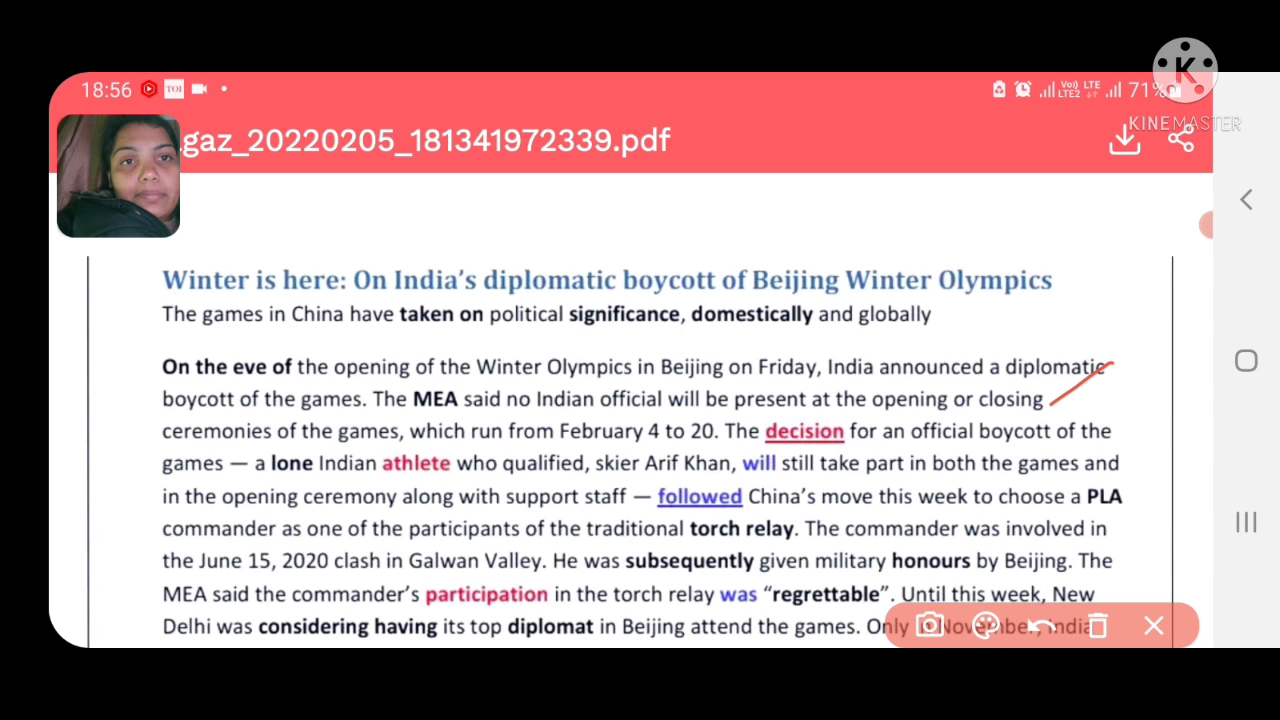 18:56 TOI Vo) LTE LTE2 71%
KINEMASTER
gaz_20220205_181341972339.pdf
Winter is here: On India's diplomatic boycott of Beijing Winter Olympics
The games in China have taken on political significance, domestically and globally
On the eve of the opening of the Winter Olympics in Beijing on Friday, India announced a diplomatic
boycott of the games. The MEA said no Indian official will be present at the opening or closing
ceremonies of the games, which run from February 4 to 20. The decision for an official boycott of the
games — a lone Indian athlete who qualified, skier Arif Khan, will still take part in both the games and
in the opening ceremony along with support staff — followed China's move this week to choose a PLA
commander as one of the participants of the traditional torch relay. The commander was involved in
the June 15, 2020 clash in Galwan Valley. He was subsequently given military honours by Beijing. The
MEA said the commander's participation in the torch relay was “regrettable”. Until this week, New
Delhi was considering having its top diplomat in Beijing attend the games. Only in November, India